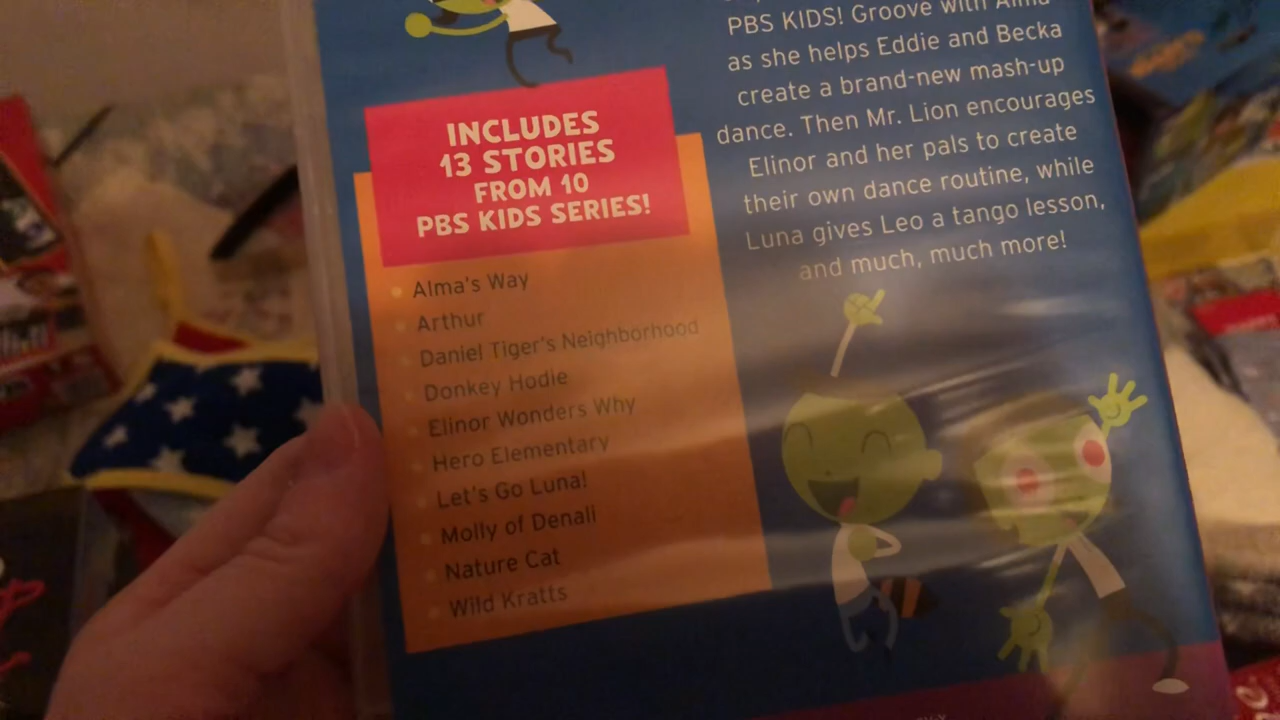 INCLUDES
13 STORIES
FROM 10
PBS KIDS SERIES!
Alma's Way
Arthur
Daniel Tiger's Neighborhood
Donkey Hodie
Elinor Wonders Why
Hero Elementary
Let's Go Luna!
Molly of Denali
Nature Cat
Wild Kratts
PBS KIDS! Groove with Alma
as she helps Eddie and Becka
create a brand-new mash-up
dance. Then Mr. Lion encourages
Elinor and her pals to create
their own dance routine, while
Luna gives Leo a tango lesson,
and much, much more!